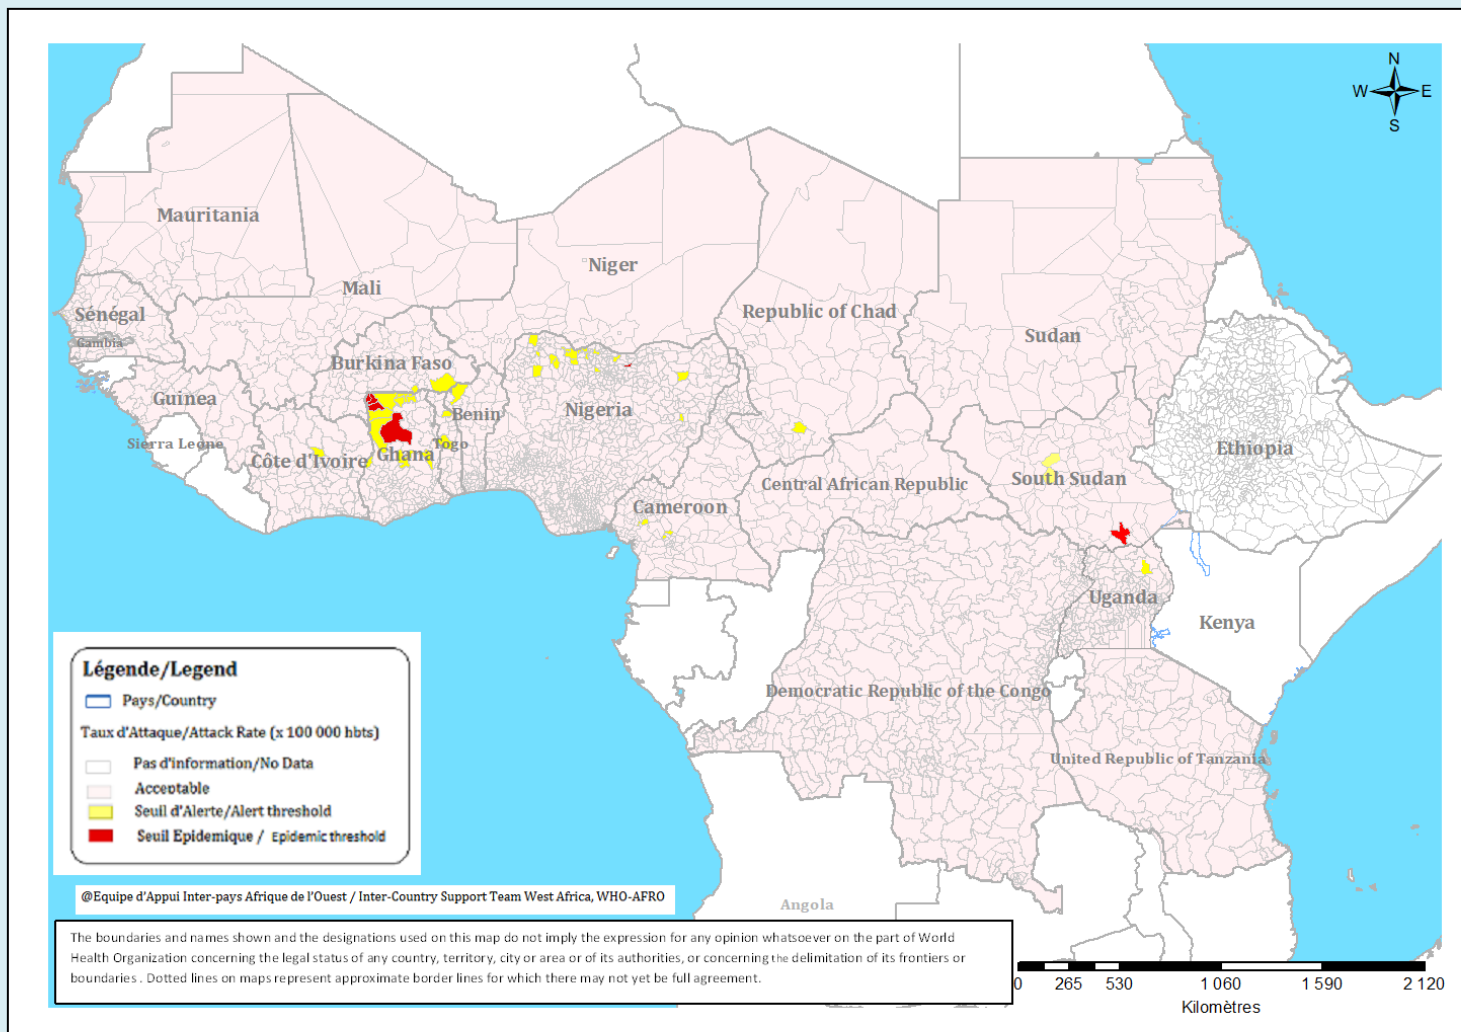 N
W E
S
Mauritania
Niger
Mali
Republic of Chad
Sénégal
Gambia
Sudan
Burkina Faso
Guinea
Benin
Nigeria
Sierra Leone
Togo
Côte d'Ivoire
Ghana
Ethiopia
South Sudan
Central African Republic
Cameroon
Uganda
Kenya
Democratic Republic of the Congo
United Republic of Tanzania
Angola
Légende/Legend
Pays/Country
Taux d'Attaque/Attack Rate (x 100 000 hbts)
Pas d'information/No Data
Acceptable
Seuil d'Alerte/Alert threshold
Seuil Epidemique / Epidemic threshold
@Equipe d'Appui Inter-pays Afrique de l'Ouest / Inter-Country Support Team West Africa, WHO-AFRO
The boundaries and names shown and the designations used on this map do not imply the expression for any opinion whatsoever on the part of World
Health Organization concerning the legal status of any country, territory, city or area or of its authorities, or concerning the delimitation of its frontiers or
boundaries . Dotted lines on maps represent approximate border lines for which there may not yet be full agreement.
0 265 530 1 060 1 590 2 120
Kilomètres